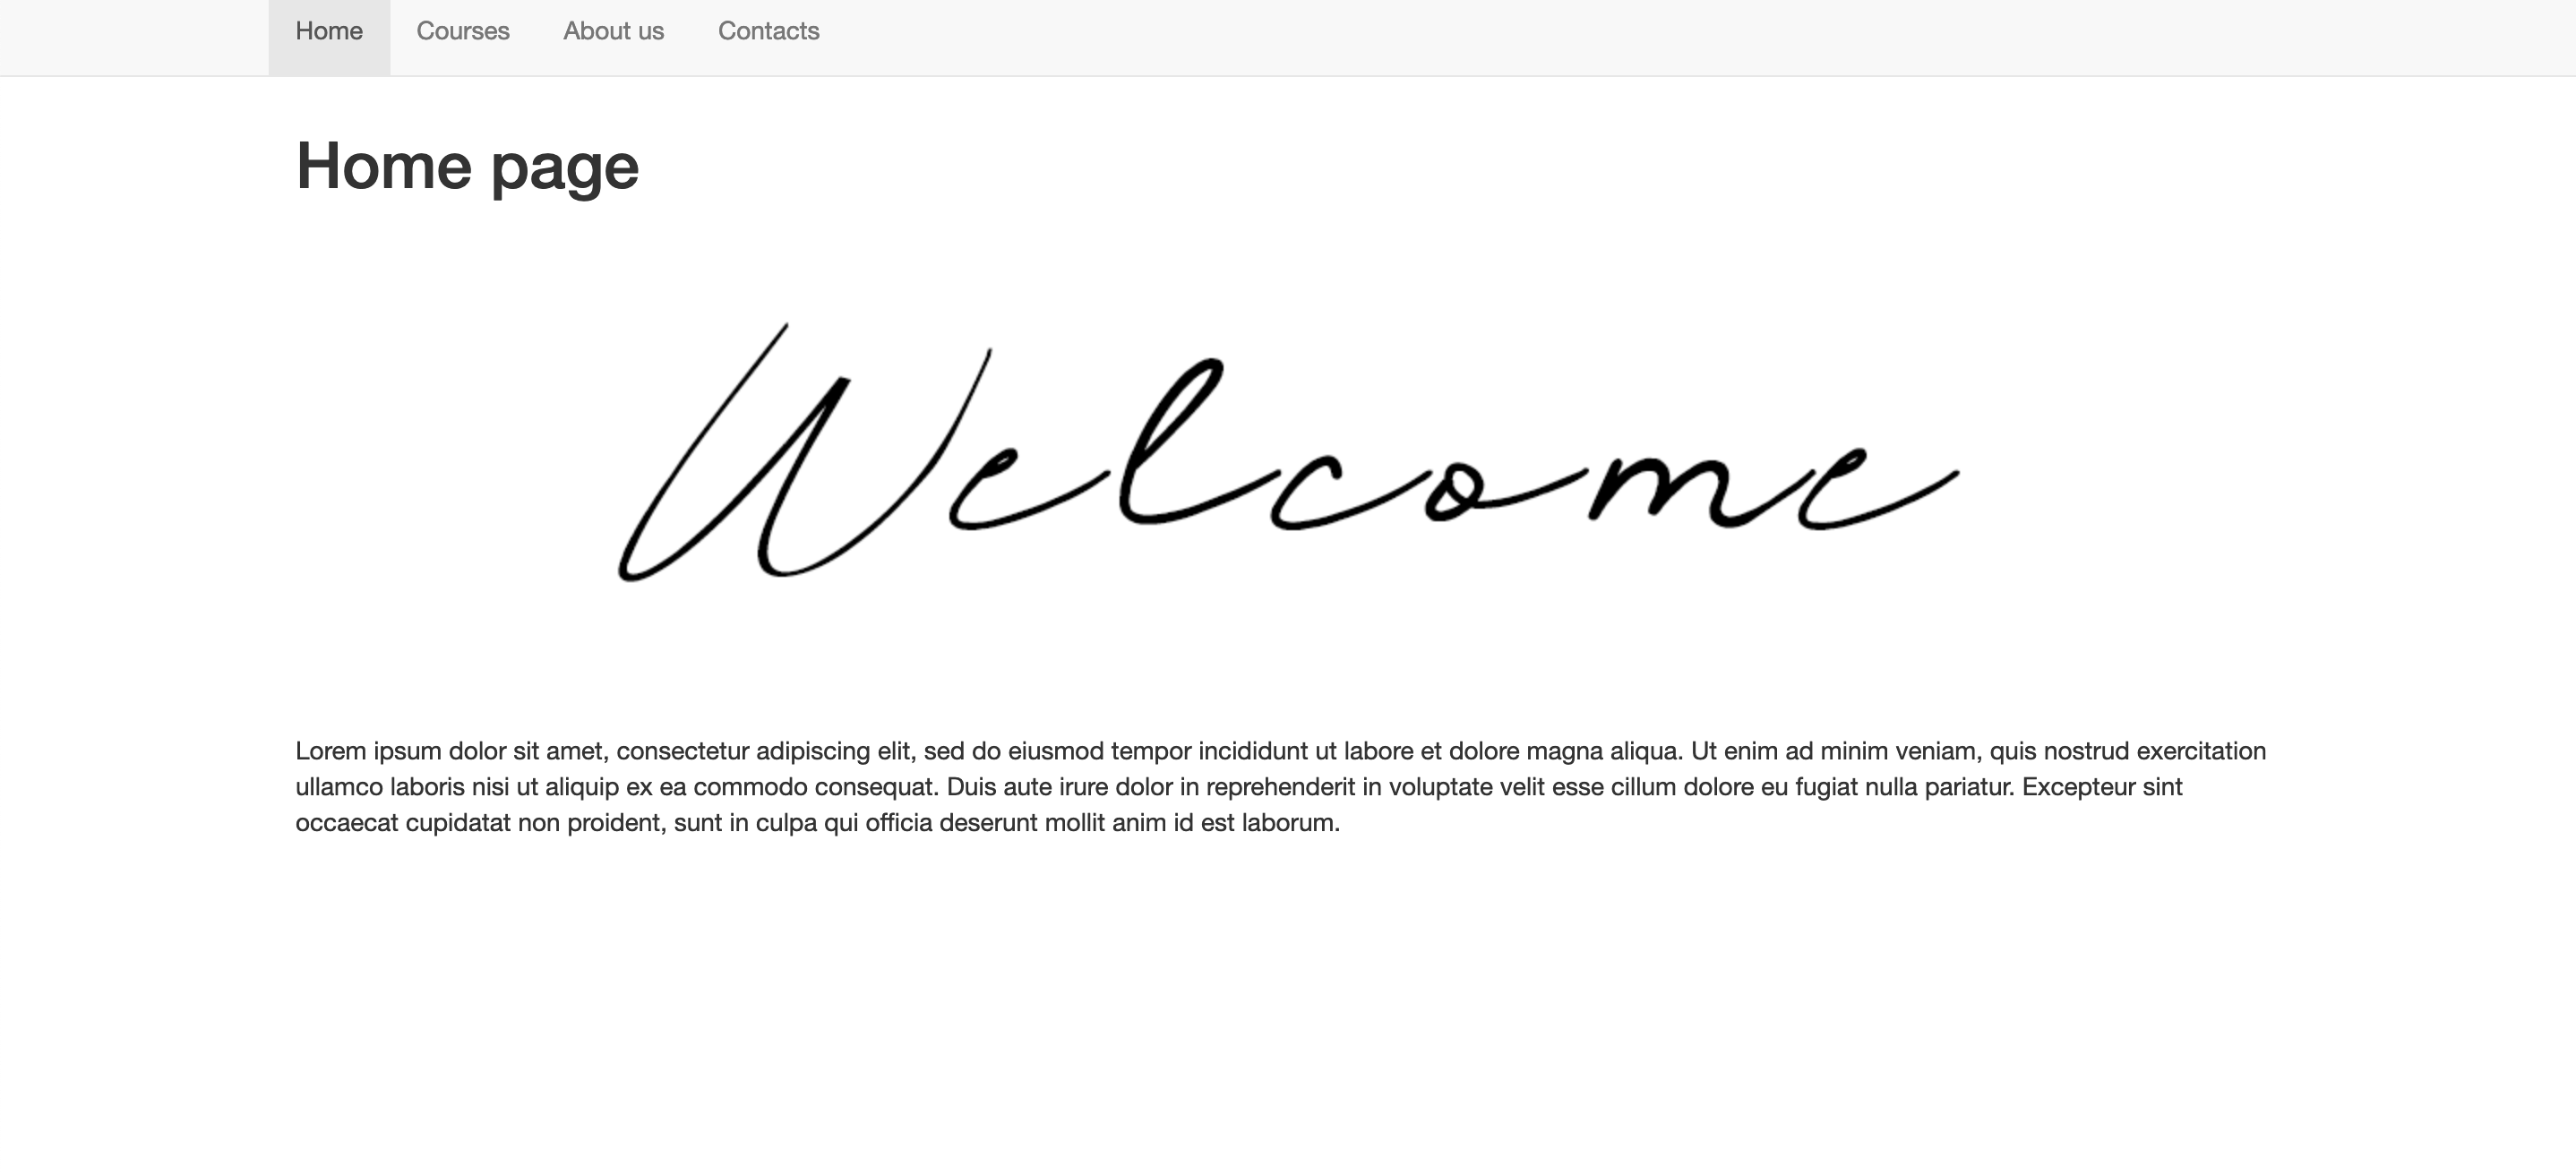 Home Courses About us Contacts
Home page
Welcome
Lorem ipsum dolor sit amet, consectetur adipiscing elit, sed do eiusmod tempor incididunt ut labore et dolore magna aliqua. Ut enim ad minim veniam, quis nostrud exercitation
ullamco laboris nisi ut aliquip ex ea commodo consequat. Duis aute irure dolor in reprehenderit in voluptate velit esse cillum dolore eu fugiat nulla pariatur. Excepteur sint
occaecat cupidatat non proident, sunt in culpa qui officia deserunt mollit anim id est laborum.